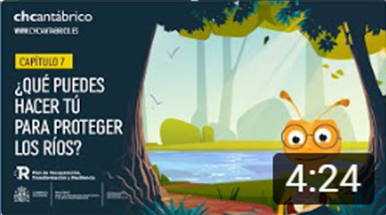 chcantábrico
WWW.CHCANTABRICO.ES
CAPÍTULO 7
¿QUÉ PUEDES
HACER TÚ
PARA PROTEGER
LOS RÍOS?
R Plan de Recuperación,
Transformación y Resiliencia
4:24